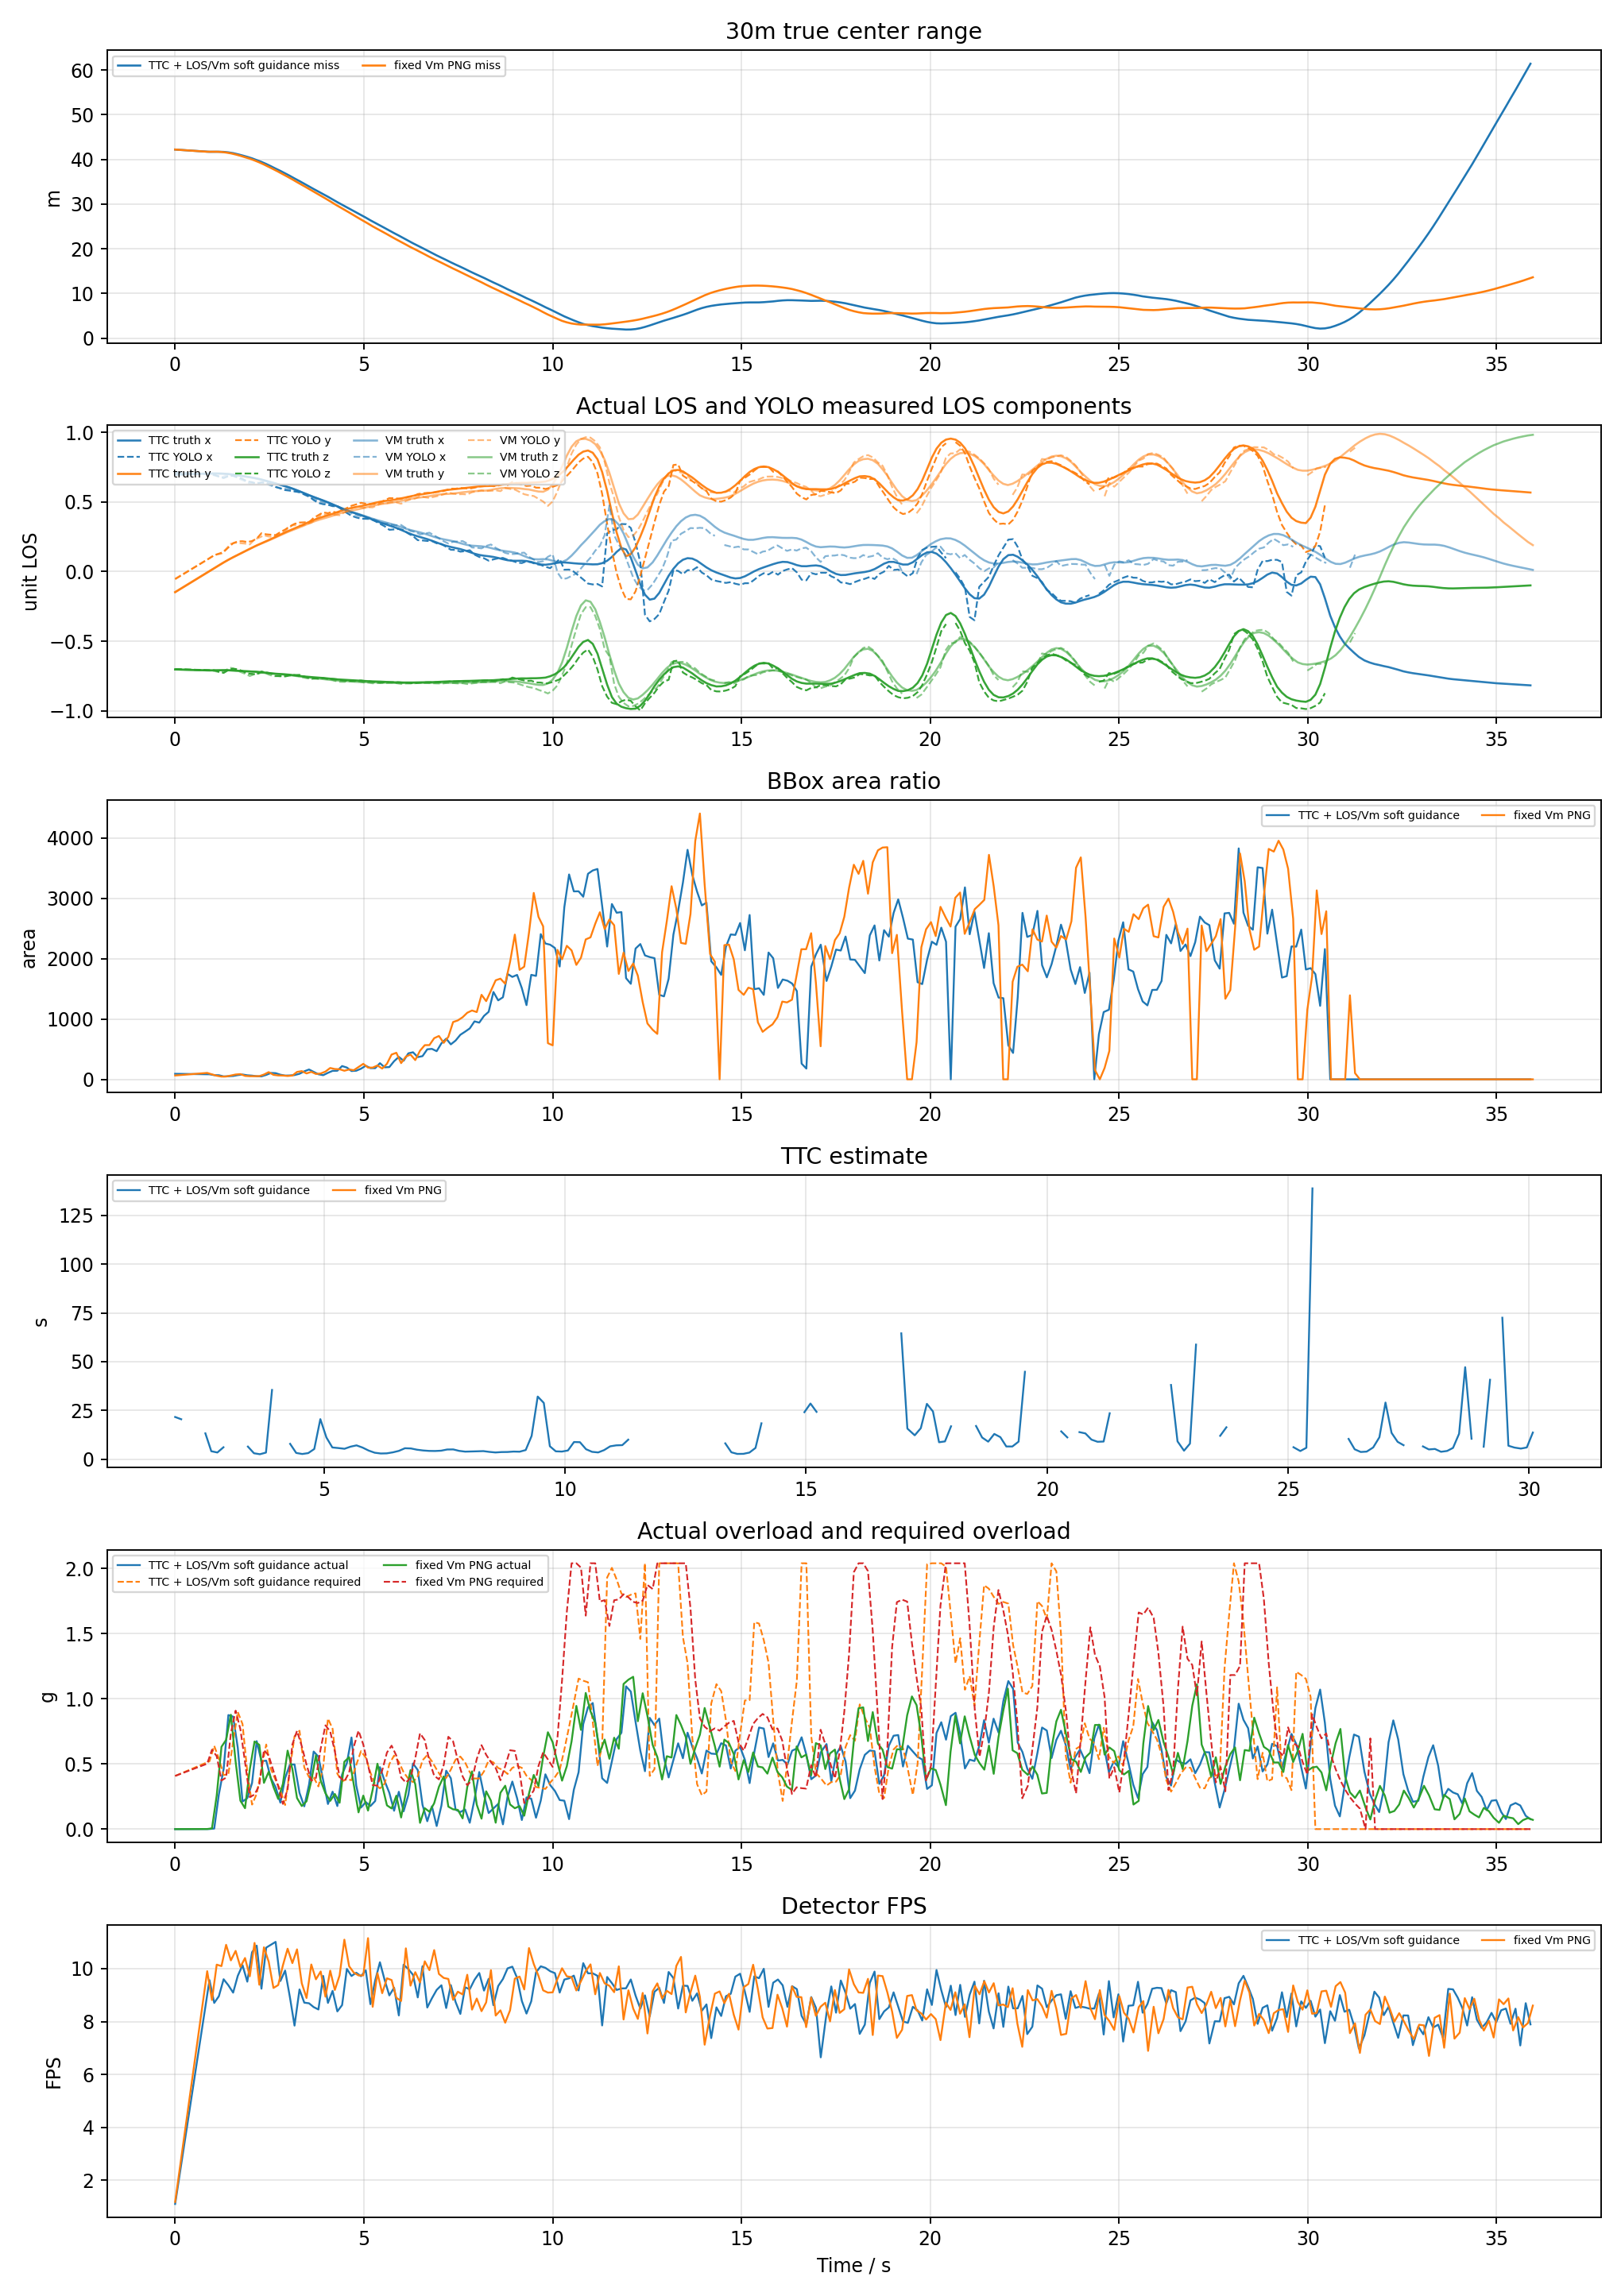 30m true center range
TTC + LOS/Vm soft guidance miss fixed Vm PNG miss
60
50
40
30
20
10
0
m
0 5 10 15 20 25 30 35
Actual LOS and YOLO measured LOS components
TTC truth x TTC YOLO y VM truth x VM YOLO y
TTC YOLO x TTC truth z VM YOLO x VM truth z
TTC truth y TTC YOLO z VM truth y VM YOLO z
1.0
0.5
0.0
−0.5
−1.0
unit LOS
0 5 10 15 20 25 30 35
BBox area ratio
TTC + LOS/Vm soft guidance fixed Vm PNG
4000
3000
2000
1000
0
area
0 5 10 15 20 25 30 35
TTC estimate
TTC + LOS/Vm soft guidance fixed Vm PNG
125
100
75
50
25
0
s
5 10 15 20 25 30
Actual overload and required overload
TTC + LOS/Vm soft guidance actual fixed Vm PNG actual
TTC + LOS/Vm soft guidance required fixed Vm PNG required
2.0
1.5
1.0
0.5
0.0
g
0 5 10 15 20 25 30 35
Detector FPS
TTC + LOS/Vm soft guidance fixed Vm PNG
10
8
6
4
2
FPS
0 5 10 15 20 25 30 35
Time / s